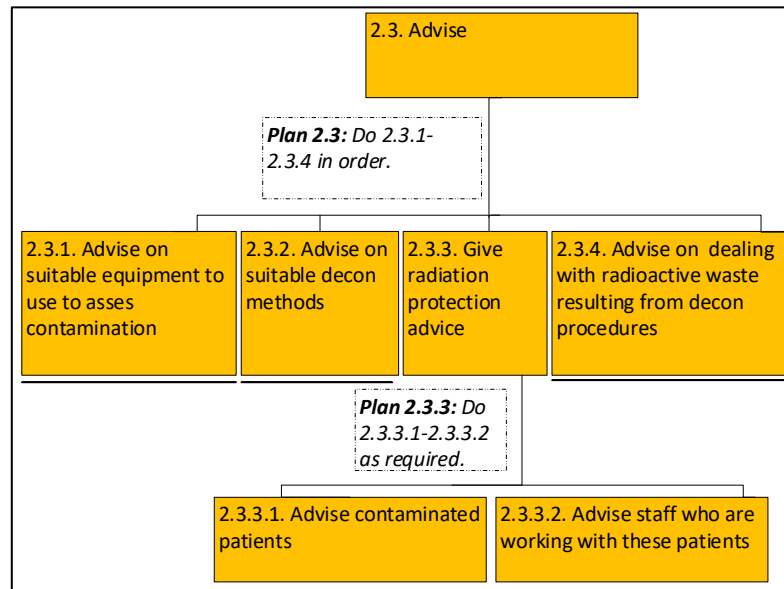 2.3. Advise
Plan 2.3: Do 2.3.1-
2.3.4 in order.
2.3.1. Advise on
suitable equipment to
use to asses
contamination
2.3.2. Advise on
suitable decon
methods
2.3.3. Give
radiation
protection
advice
2.3.4. Advise on  dealing
with radioactive waste
resulting from decon
procedures
Plan 2.3.3: Do
2.3.3.1-2.3.3.2
as required.
2.3.3.1. Advise contaminated
patients
2.3.3.2. Advise staff who are
working with these patients